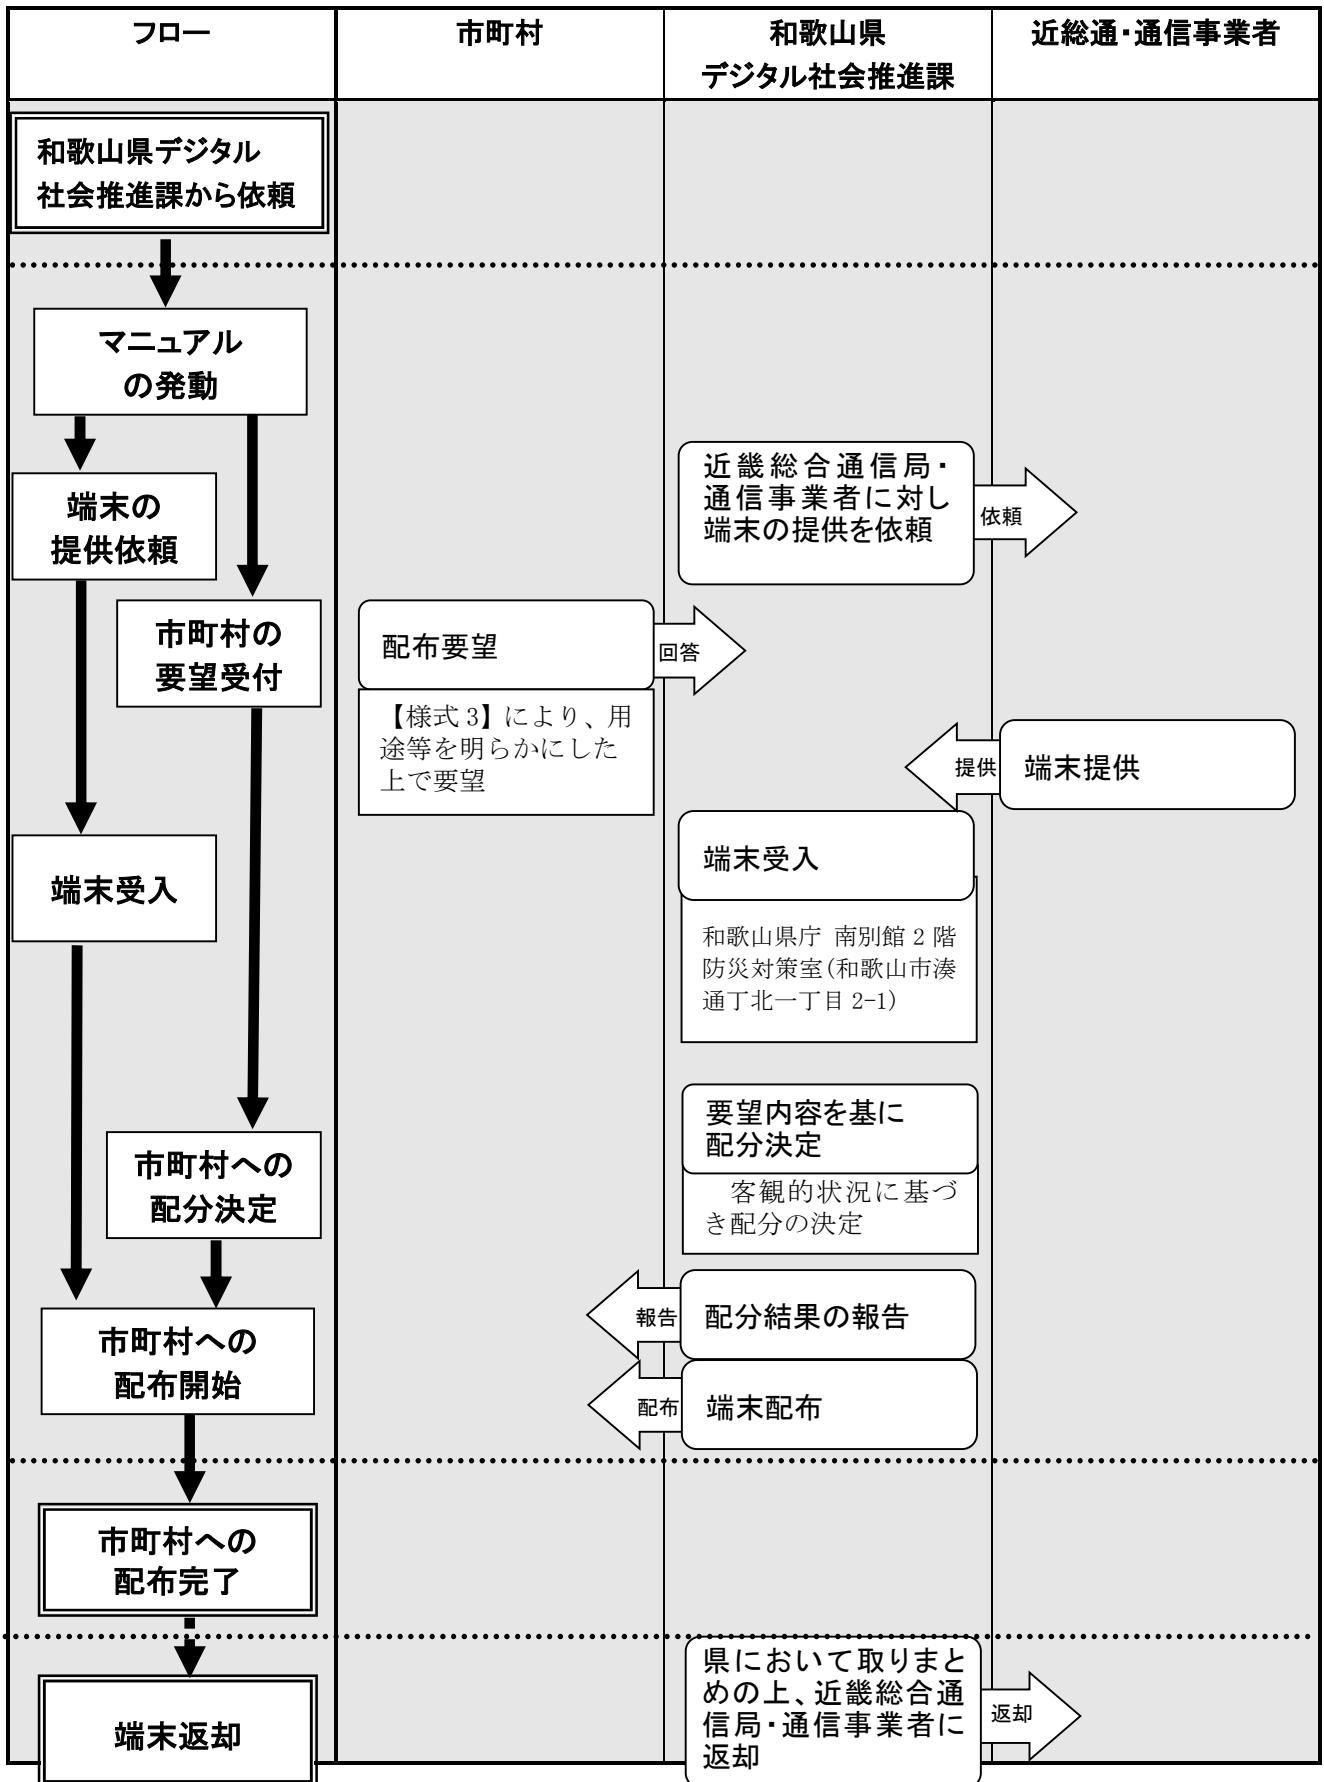 フロー
市町村
和歌山県
デジタル社会推進課
近総通・通信事業者
和歌山県デジタル
社会推進課から依頼
マニュアル
の発動
端末の
提供依頼
近畿総合通信局・
通信事業者に対し
端末の提供を依頼
依頼
市町村の
要望受付
配布要望
回答
【様式 3】により、用
途等を明らかにした
上で要望
提供
端末提供
端末受入
端末受入
和歌山県庁 南別館 2 階
防災対策室(和歌山市湊
通丁北一丁目 2-1)
市町村への
配分決定
要望内容を基に
配分決定
客観的状況に基づ
き配分の決定
市町村への
配布開始
報告
配分結果の報告
配布
端末配布
市町村への
配布完了
端末返却
県において取りまと
めの上、近畿総合通
信局・通信事業者に
返却
返却